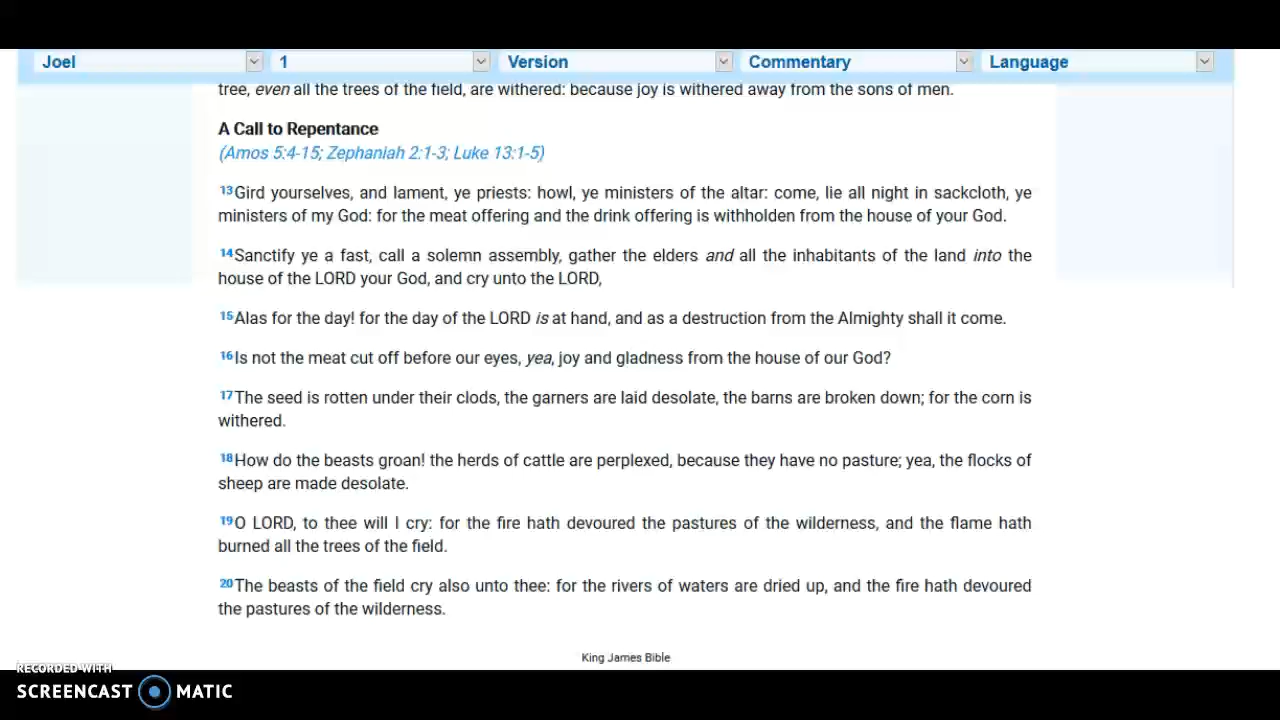 Joel 1 Version Commentary Language
tree, even all the trees of the field, are withered: because joy is withered away from the sons of men.
A Call to Repentance
(Amos 5:4-15; Zephaniah 2:1-3; Luke 13:1-5)
13Gird yourselves, and lament, ye priests: howl, ye ministers of the altar: come, lie all night in sackcloth, ye
ministers of my God: for the meat offering and the drink offering is withholden from the house of your God.
14Sanctify ye a fast, call a solemn assembly, gather the elders and all the inhabitants of the land into the
house of the LORD your God, and cry unto the LORD,
15Alas for the day! for the day of the LORD is at hand, and as a destruction from the Almighty shall it come.
16Is not the meat cut off before our eyes, yea, joy and gladness from the house of our God?
17The seed is rotten under their clods, the garners are laid desolate, the barns are broken down; for the corn is
withered.
18How do the beasts groan! the herds of cattle are perplexed, because they have no pasture; yea, the flocks of
sheep are made desolate.
19O LORD, to thee will I cry: for the fire hath devoured the pastures of the wilderness, and the flame hath
burned all the trees of the field.
20The beasts of the field cry also unto thee: for the rivers of waters are dried up, and the fire hath devoured
the pastures of the wilderness.
King James Bible
RECORDED WITH
SCREENCAST MATIC